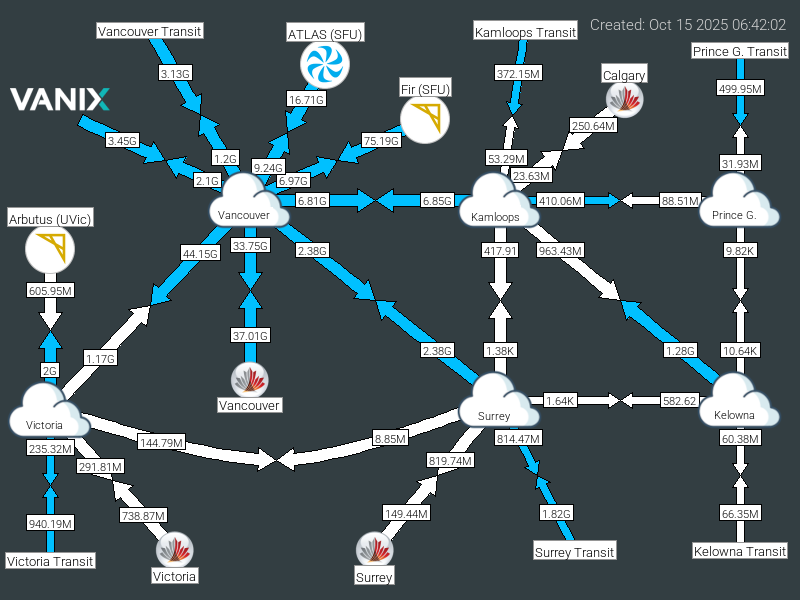 Created: Oct 15 2025 06:42:02
Vancouver Transit
ATLAS (SFU)
Kamloops Transit
Prince G. Transit
3.13G
16.71G
372.15M
Calgary
499.95M
VANIX
Fir (SFU)
3.45G
75.19G
250.64M
1.2G
9.24G
53.29M
31.93M
2.1G
6.97G
23.63M
6.81G
6.85G
410.06M
88.51M
Arbutus (UVic)
Vancouver
Kamloops
Prince G.
44.15G
33.75G
2.38G
417.91
963.43M
9.82K
605.95M
37.01G
1.17G
2.38G
1.38K
1.28G
10.64K
2G
Vancouver
1.64K
582.62
Victoria
Surrey
Kelowna
235.32M
144.79M
8.85M
814.47M
60.38M
291.81M
819.74M
940.19M
738.87M
149.44M
1.82G
66.35M
Victoria Transit
Victoria
Surrey
Surrey Transit
Kelowna Transit